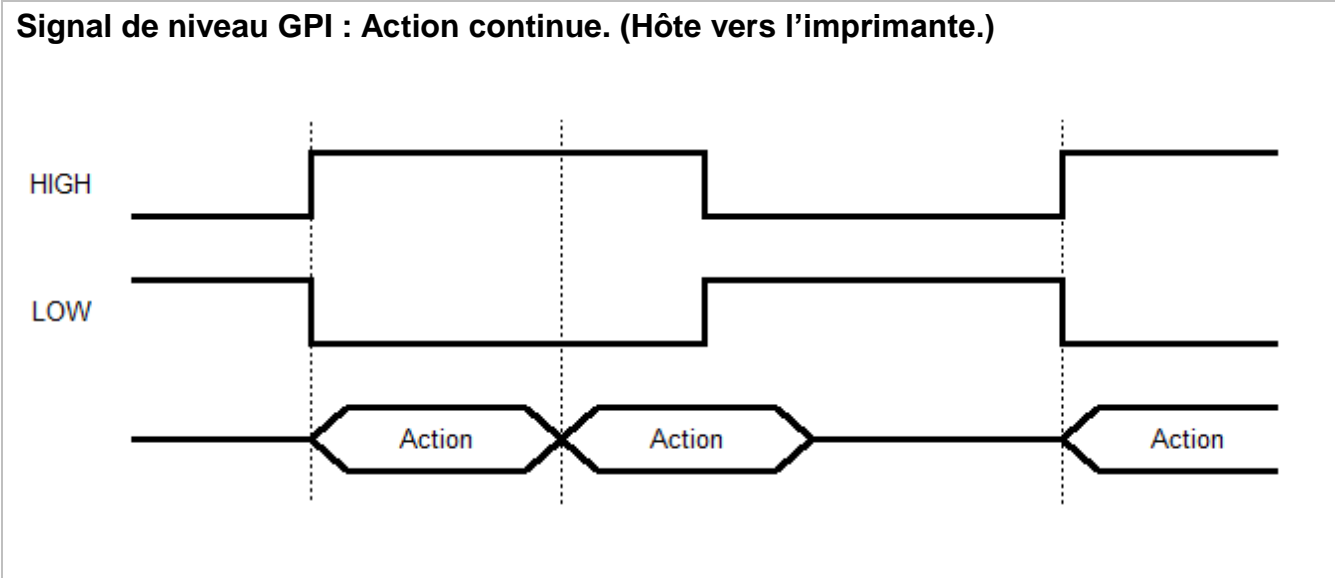 Signal de niveau GPI : Action continue. (Hôte vers l’imprimante.)
HIGH
LOW
Action Action Action